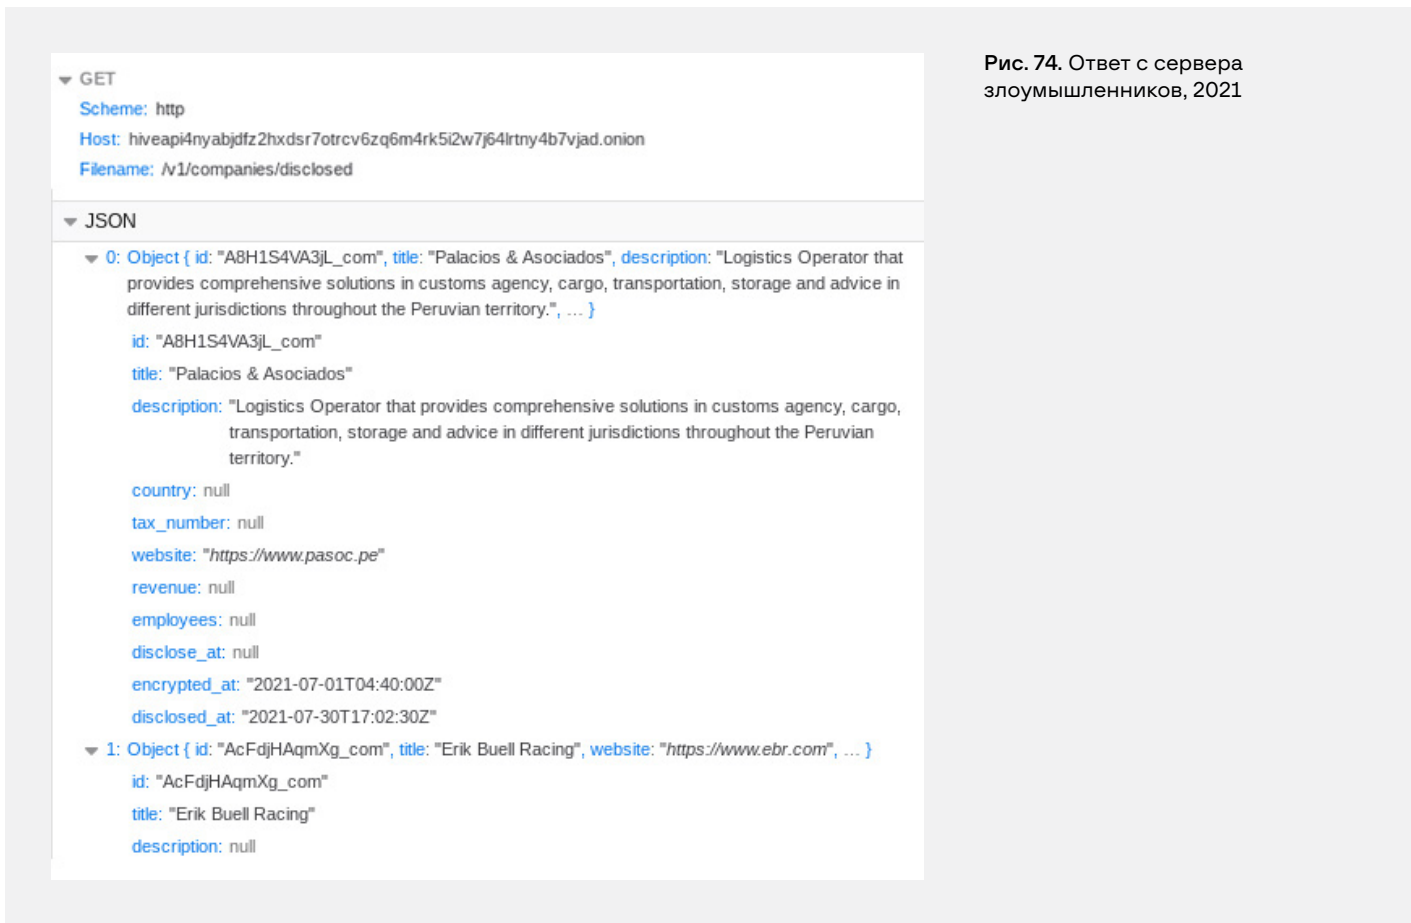 GET
Scheme: http
Host: hiveapi4nyabjdfz2hxdsr7otrcv6zq6m4rk5i2w7j64lrtny4b7vjad.onion
Filename: /v1/companies/disclosed
JSON
0: Object { id: "A8H1S4VA3jL_com", title: "Palacios & Asociados", description: "Logistics Operator that
provides comprehensive solutions in customs agency, cargo, transportation, storage and advice in
different jurisdictions throughout the Peruvian territory.", … }
id: "A8H1S4VA3jL_com"
title: "Palacios & Asociados"
description: "Logistics Operator that provides comprehensive solutions in customs agency, cargo,
transportation, storage and advice in different jurisdictions throughout the Peruvian
territory."
country: null
tax_number: null
website: "https://www.pasoc.pe"
revenue: null
employees: null
disclose_at: null
encrypted_at: "2021-07-01T04:40:00Z"
disclosed_at: "2021-07-30T17:02:30Z"
1: Object { id: "AcFdjHAqmXg_com", title: "Erik Buell Racing", website: "https://www.ebr.com", … }
id: "AcFdjHAqmXg_com"
title: "Erik Buell Racing"
description: null
Рис. 74. Ответ с сервера
злоумышленников, 2021